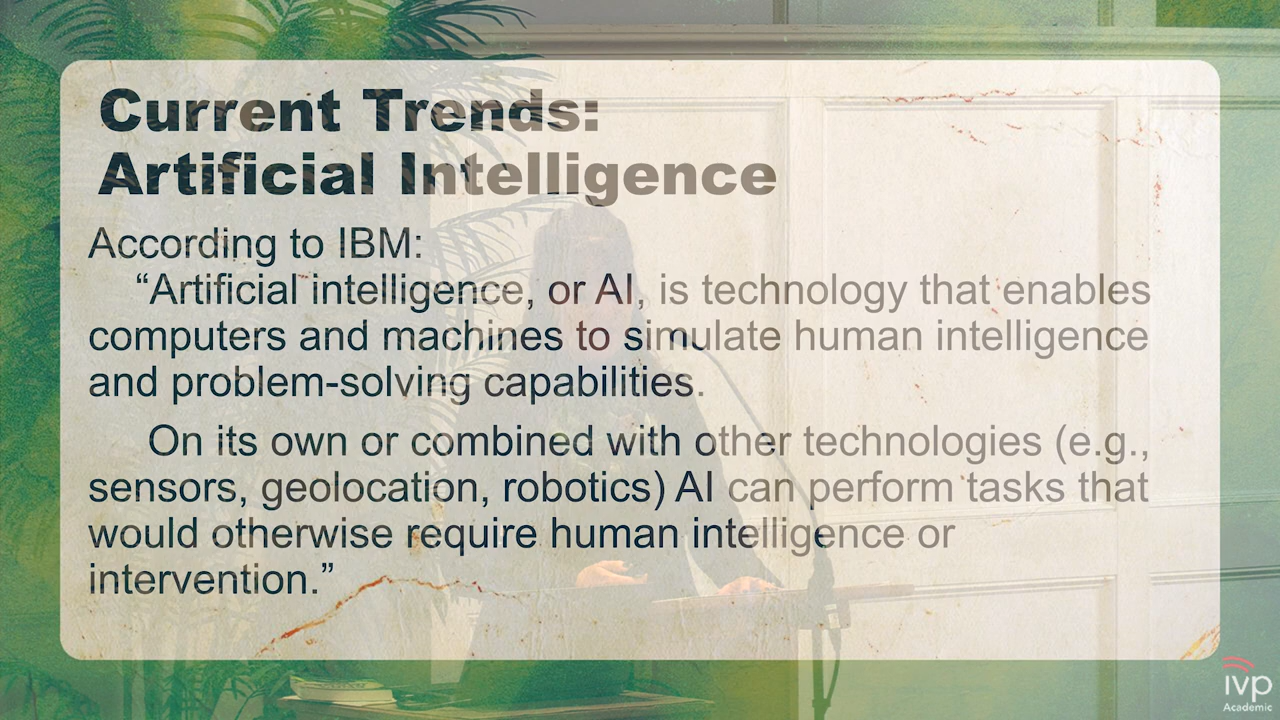 Current Trends:
Artificial Intelligence
According to IBM:
“Artificial intelligence, or AI, is technology that enables
computers and machines to simulate human intelligence
and problem-solving capabilities.
On its own or combined with other technologies (e.g.,
sensors, geolocation, robotics) AI can perform tasks that
would otherwise require human intelligence or
intervention.”
ivp
Academic